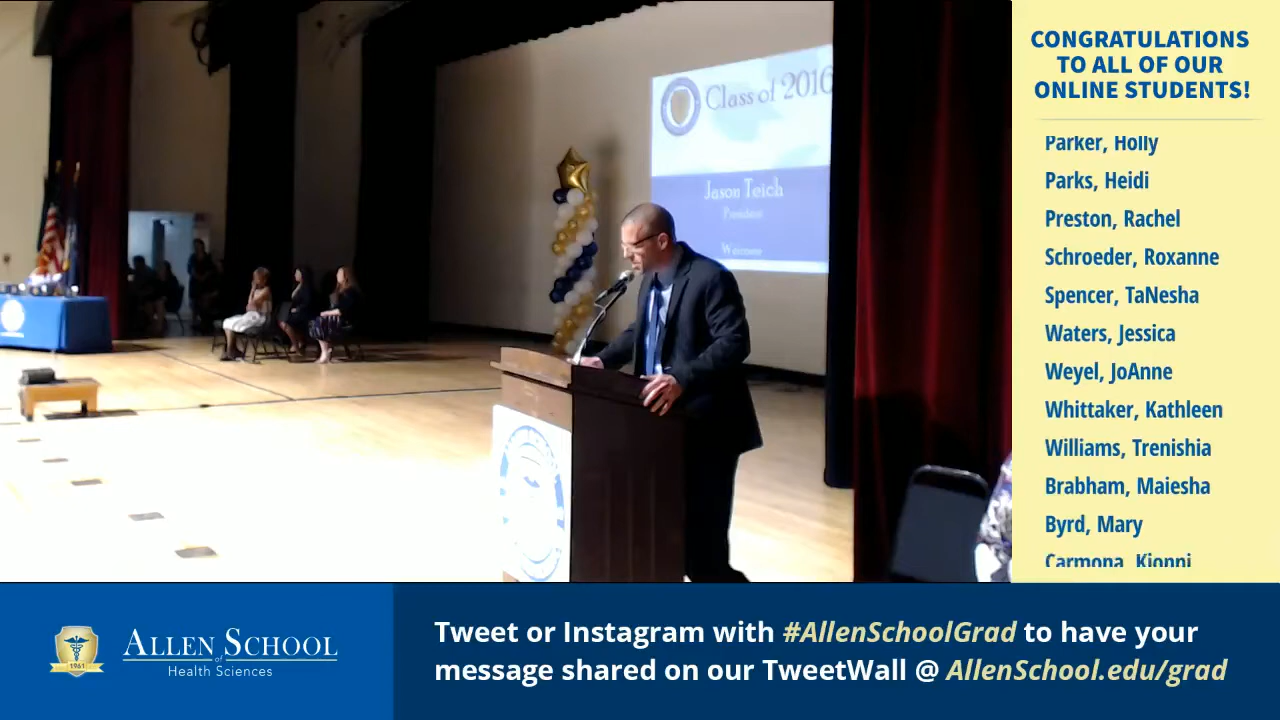 Class of 2016
Jason Teich
President
Welcome
CONGRATULATIONS
TO ALL OF OUR
ONLINE STUDENTS!
Parker, Holly
Parks, Heidi
Preston, Rachel
Schroeder, Roxanne
Spencer, TaNesha
Waters, Jessica
Weyel, JoAnne
Whittaker, Kathleen
Williams, Trenishia
Brabham, Maiesha
Byrd, Mary
Carmona, Kionni
1961
ALLEN SCHOOL
of
Health Sciences
Tweet or Instagram with #AllenSchoolGrad to have your
message shared on our TweetWall @ AllenSchool.edu/grad